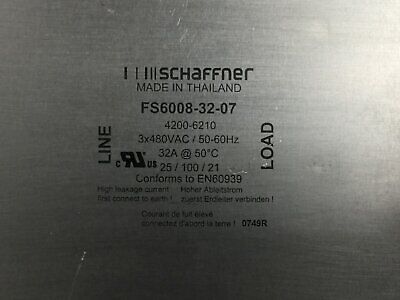 SCHAFFNER
MADE IN THAILAND
FS6008-32-07
4200-6210
3x480VAC / 50-60Hz
32A @ 50°C
25 / 100 / 21
Conforms to EN60939
LINE
LOAD
C RU US
High leakage current Hoher Ableitstrom
first connect to earth ! zuerst Erdleiter verbinden !
Courant de fuit élevé
connectez d'abord la terre ! 0749R